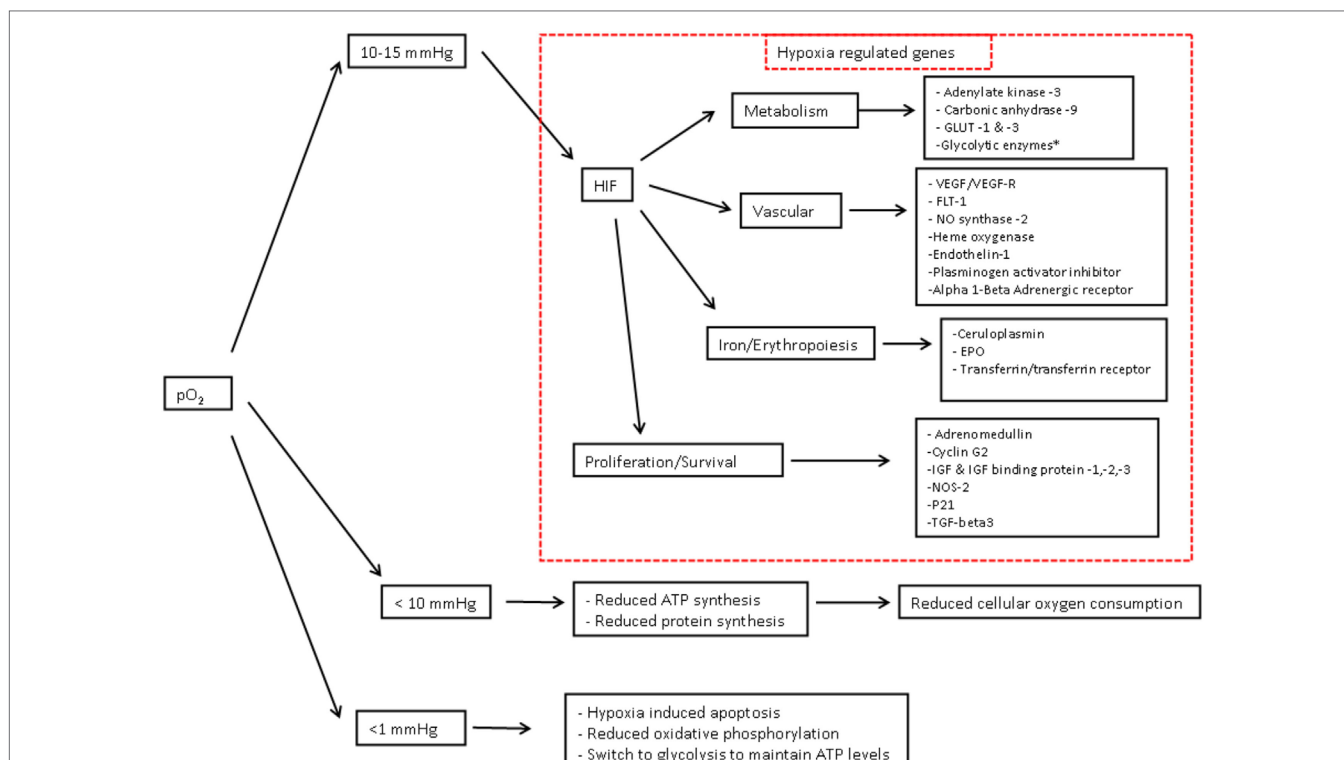 10-15 mmHg
Hypoxia regulated genes
Metabolism
- Adenylate kinase -3
- Carbonic anhydrase -9
- GLUT -1 & -3
-Glycolytic enzymes*
HIF
Vascular
- VEGF/VEGF-R
- FLT-1
- NO synthase -2
-Heme oxygenase
-Endothelin-1
-Plasminogen activator inhibitor
-Alpha 1-Beta Adrenergic receptor
Iron/Erythropoiesis
-Ceruloplasmin
- EPO
- Transferrin/transferrin receptor
pO₂
Proliferation/Survival
- Adrenomedullin
-Cyclin G2
-IGF & IGF binding protein -1,-2,-3
-NOS-2
-P21
-TGF-beta3
< 10 mmHg
- Reduced ATP synthesis
- Reduced protein synthesis
Reduced cellular oxygen consumption
<1 mmHg
- Hypoxia induced apoptosis
- Reduced oxidative phosphorylation
- Switch to glycolysis to maintain ATP levels